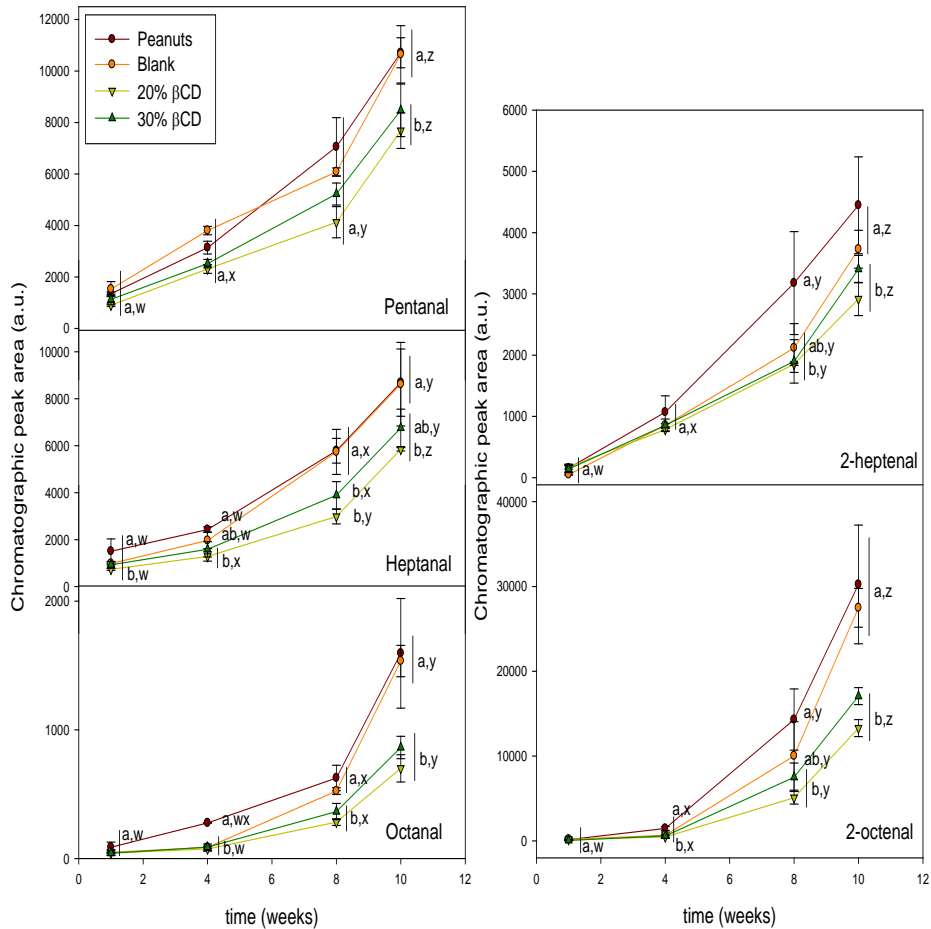 Peanuts
Blank
20% βCD
30% βCD
12000
10000
8000
6000
4000
2000
0
a,w
a,x
a,y
a,z
b,z
Pentanal
10000
8000
6000
4000
2000
0
a,w
b,w
a,w
ab,w
b,x
a,x
b,x
b,y
a,y
ab,y
b,z
Heptanal
2000
1000
0
a,w
a,wx
b,w
a,x
b,x
a,y
b,y
Octanal
0 2 4 6 8 10 12
time (weeks)
Chromatographic peak area (a.u.)
6000
5000
4000
3000
2000
1000
0
a,w
a,x
a,y
ab,y
b,y
a,z
b,z
2-heptenal
40000
30000
20000
10000
0
a,w
a,x
b,x
a,y
ab,y
b,y
a,z
b,z
2-octenal
0 2 4 6 8 10 12
time (weeks)
Chromatographic peak area (a.u.)